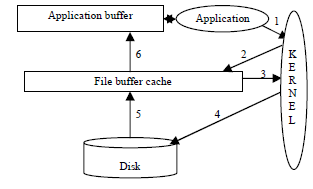 Application buffer
Application
1
2
K
E
R
N
E
L
6
3
File buffer cache
5
4
Disk